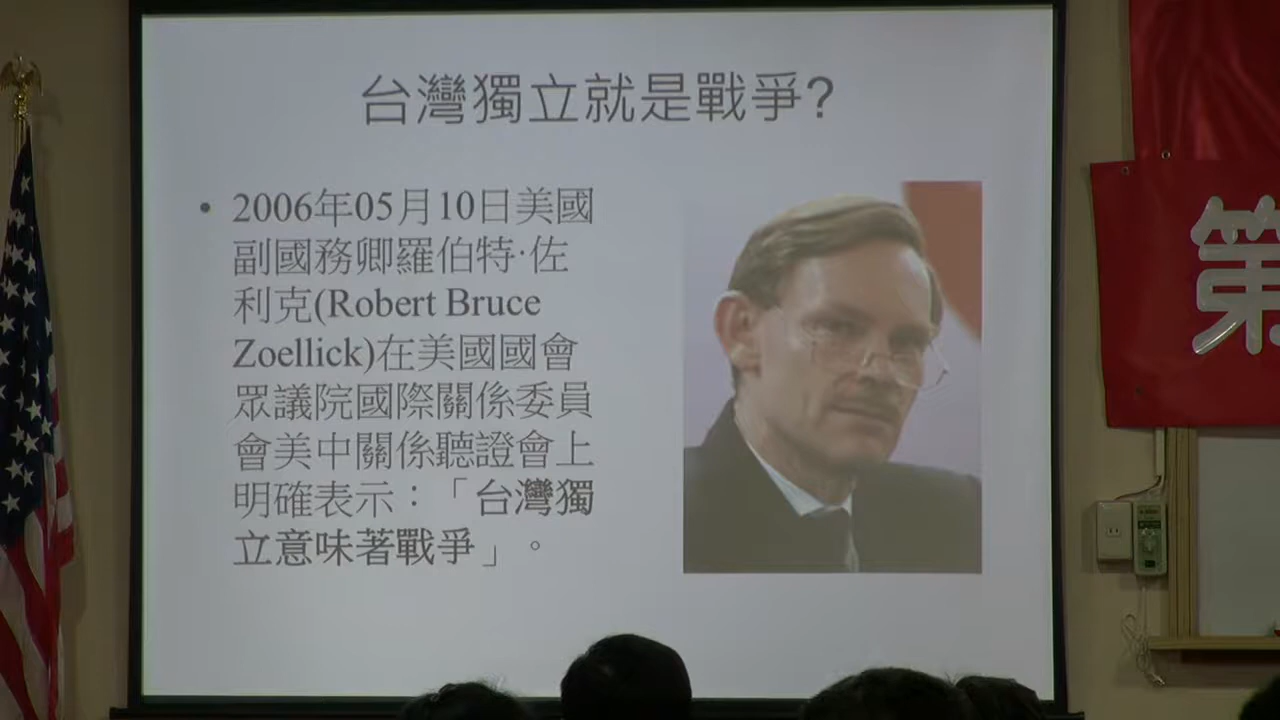 台灣獨立就是戰爭?
• 2006年05月10日美國
副國務卿羅伯特·佐
利克(Robert Bruce
Zoellick)在美國國會
眾議院國際關係委員
會美中關係聽證會上
明確表示：「台灣獨
立意味著戰爭」。
第